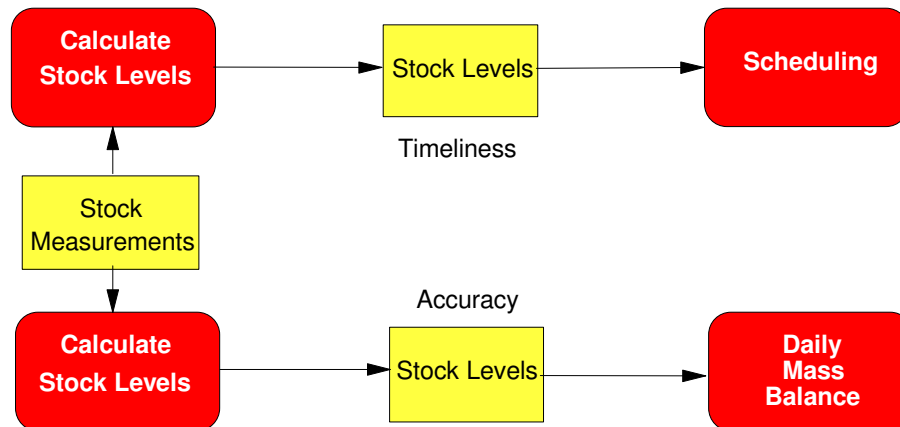 Calculate
Stock Levels
Stock Levels
Scheduling
Timeliness
Stock
Measurements
Accuracy
Calculate
Stock Levels
Stock Levels
Daily
Mass
Balance